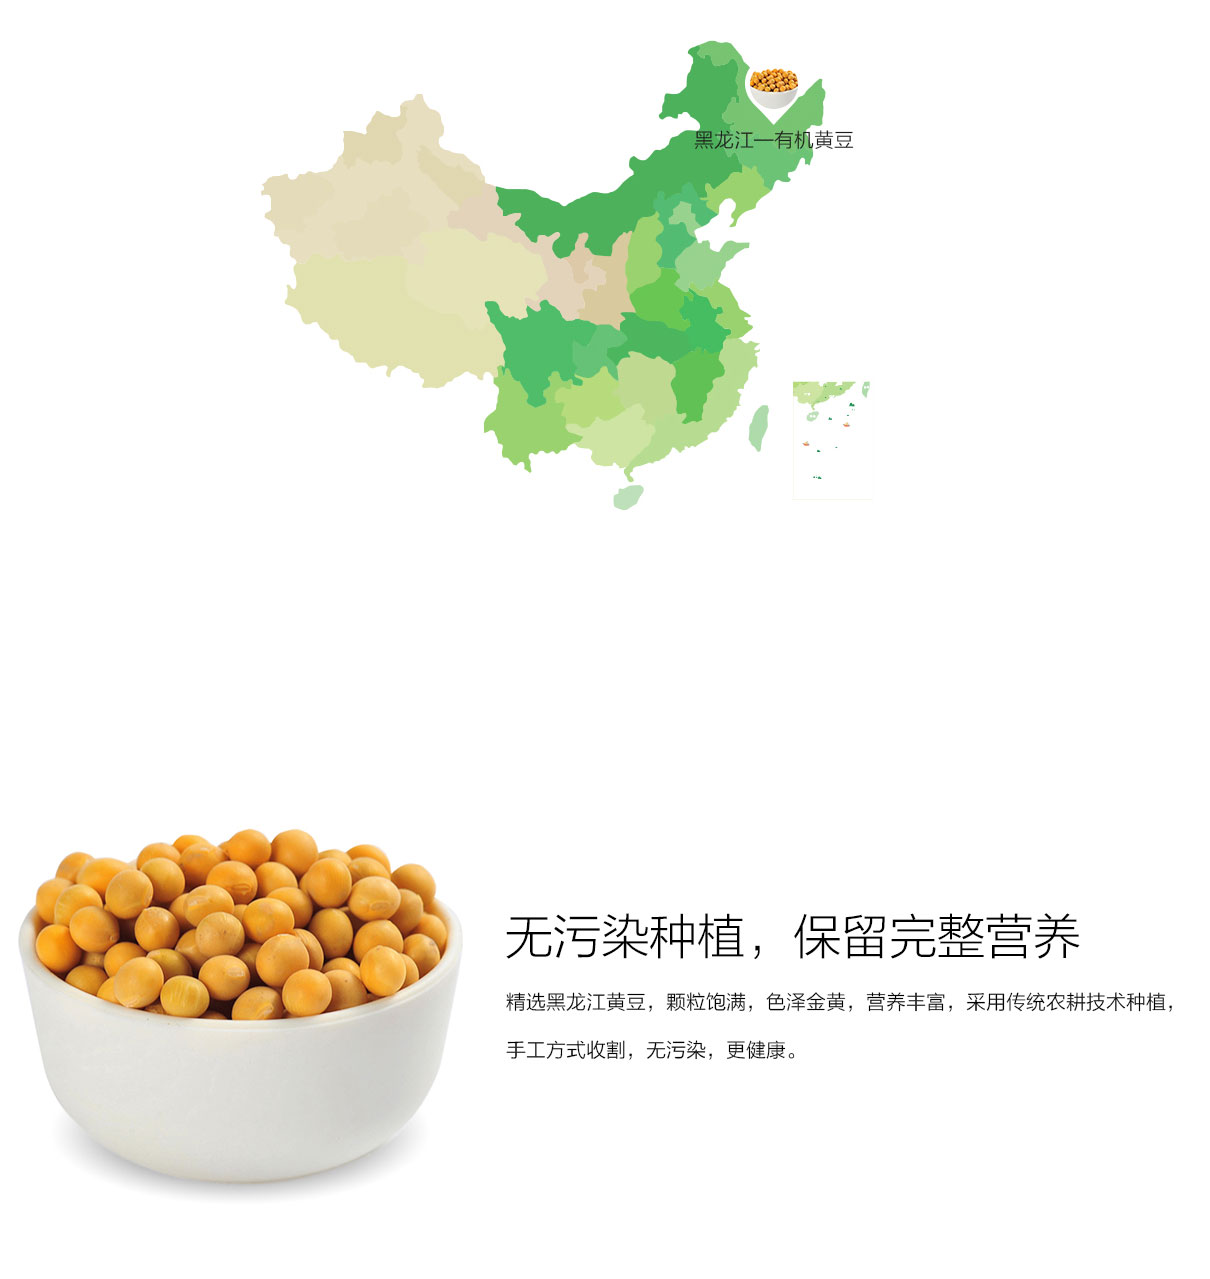 黑龙江—有机黄豆
无污染种植，保留完整营养
精选黑龙江黄豆，颗粒饱满，色泽金黄，营养丰富，采用传统农耕技术种植，
手工方式收割，无污染，更健康。